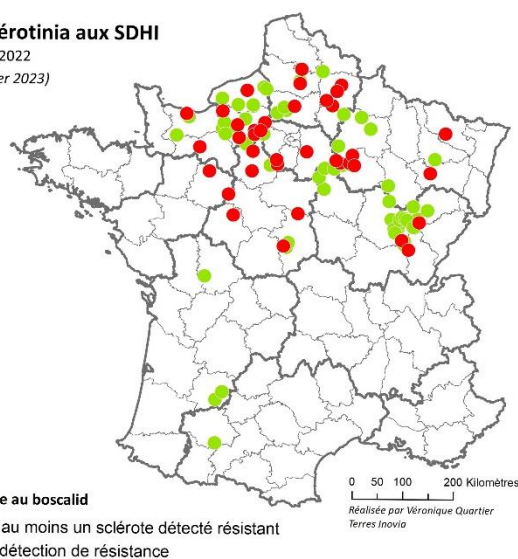 érotinia aux SDHI
2022
er 2023)
e au boscalid
au moins un sclérote détecté résistant
détection de résistance
0 50 100 200 Kilomètres
Réalisée par Véronique Quartier
Terres Inovia